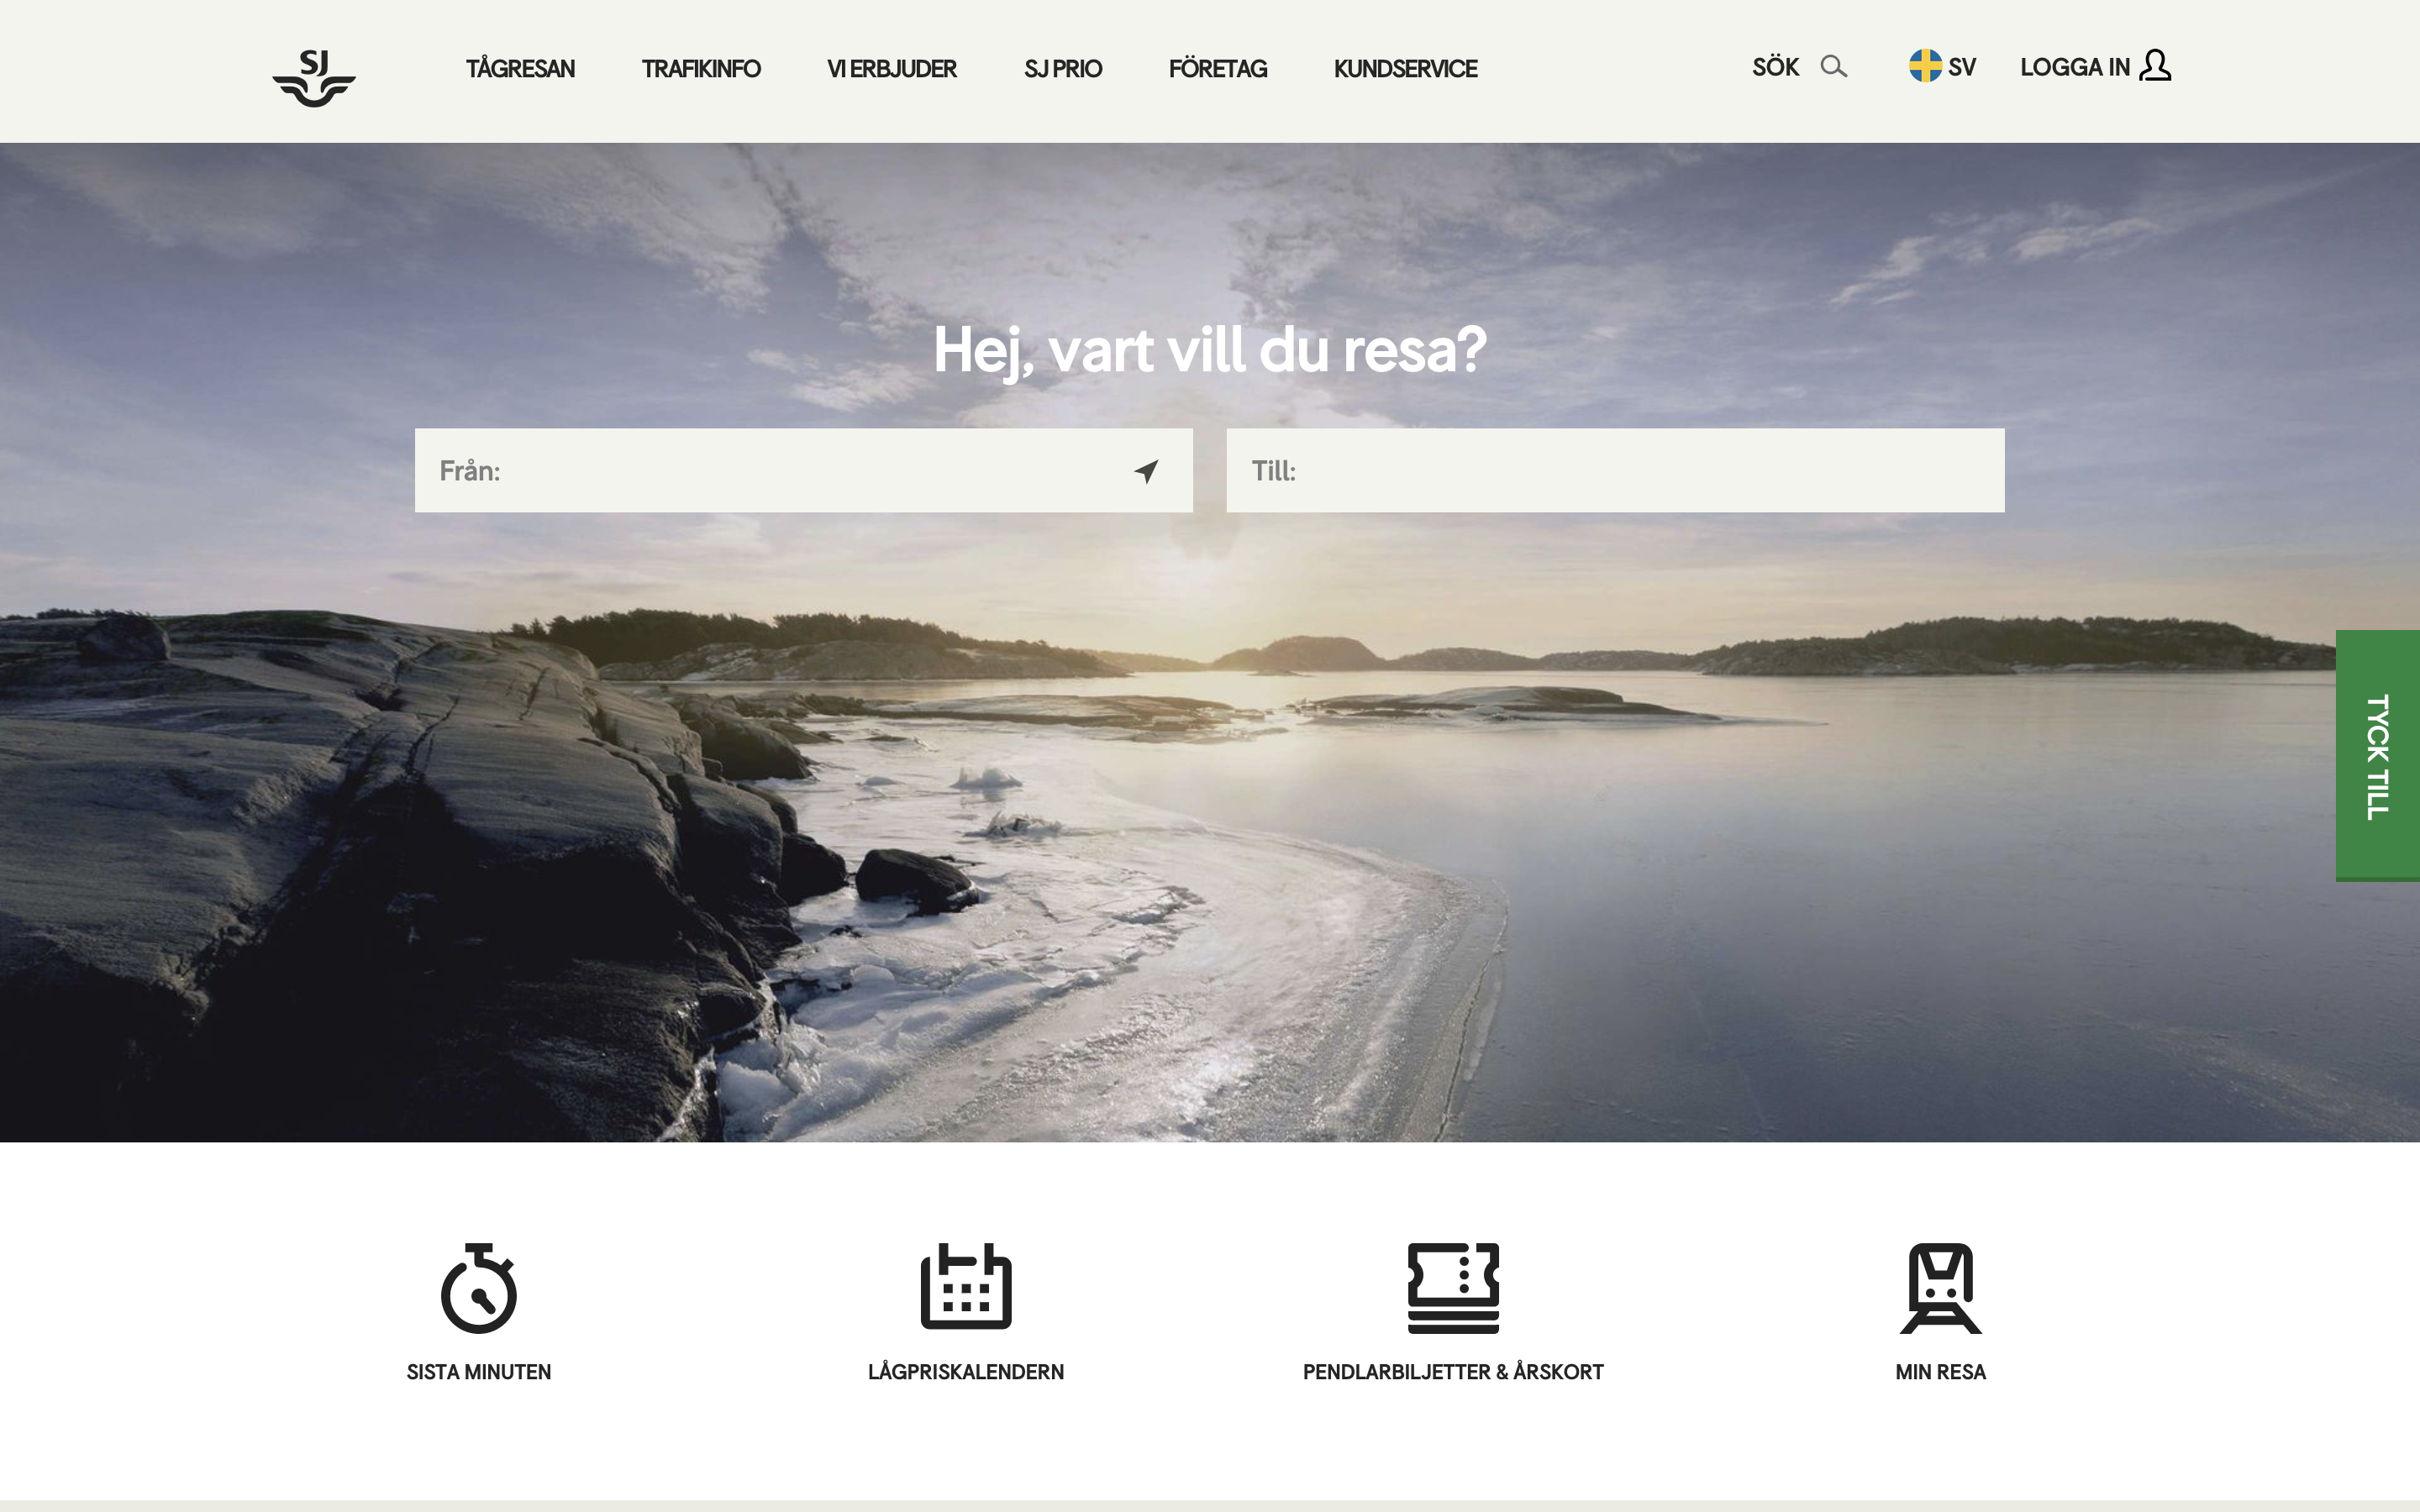 SJ
TÅGRESAN
TRAFIKINFO
VI ERBJUDER
SJ PRIO
FÖRETAG
KUNDSERVICE
SÖK
SV
LOGGA IN
Hej, vart vill du resa?
Från:
Till:
TYCK TILL
SISTA MINUTEN
LÅGPRISKALENDERN
PENDLARBILJETTER & ÅRSKORT
MIN RESA